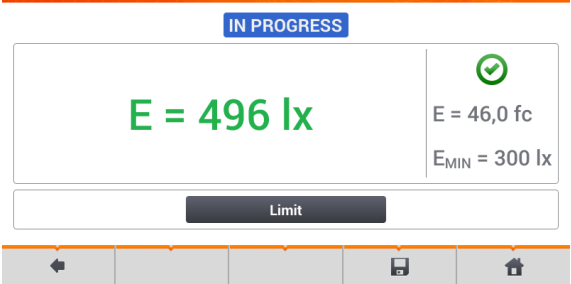 IN PROGRESS
E = 496 lx
E = 46,0 fc
EMIN = 300 lx
Limit